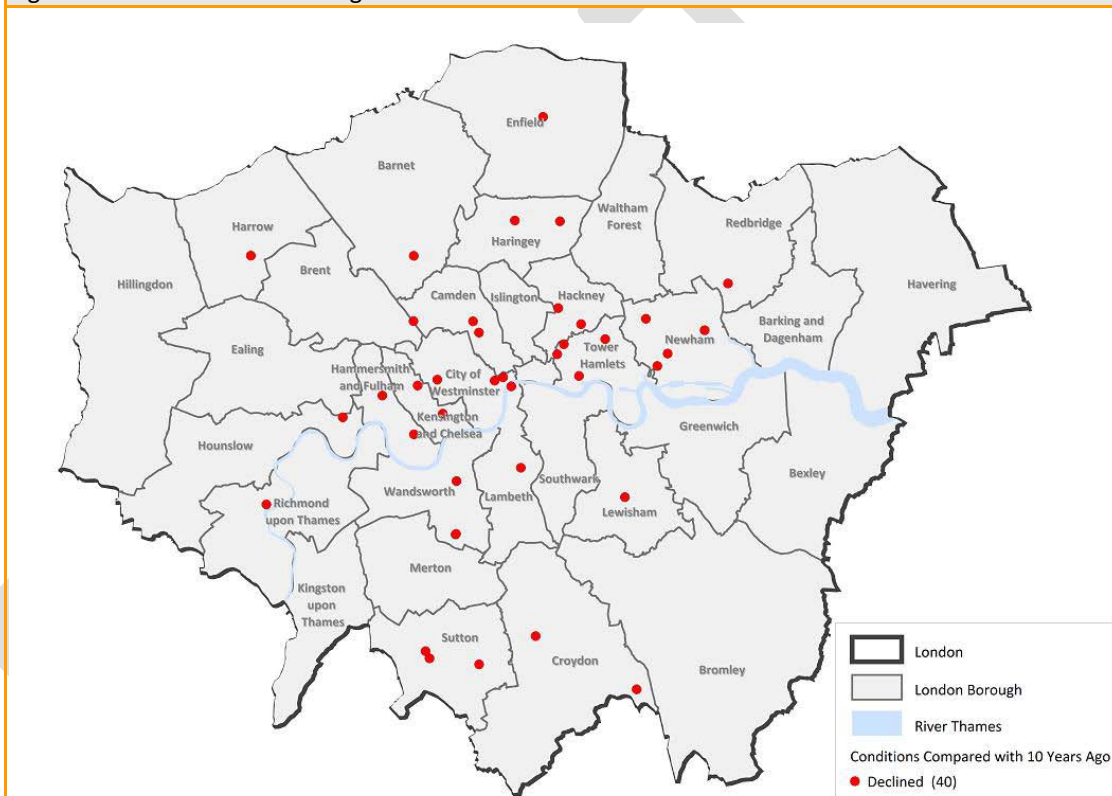 Enfield
Barnet
Waltham
Forest
Harrow
Redbridge
Haringey
Brent
Hillingdon
Camden
Islington
Hackney
Havering
Barking and
Dagenham
Ealing
Newham
Tower
Hamlets
Hammersmith
and Fulham
City of
Westminster
Kensington
and Chelsea
Greenwich
Hounslow
Bexley
Southwark
Wandsworth
Lambeth
Richmond
upon Thames
Lewisham
Merton
Kingston
upon
Thames
Sutton
Croydon
Bromley
London
London Borough
River Thames
Conditions Compared with 10 Years Ago
Declined (40)